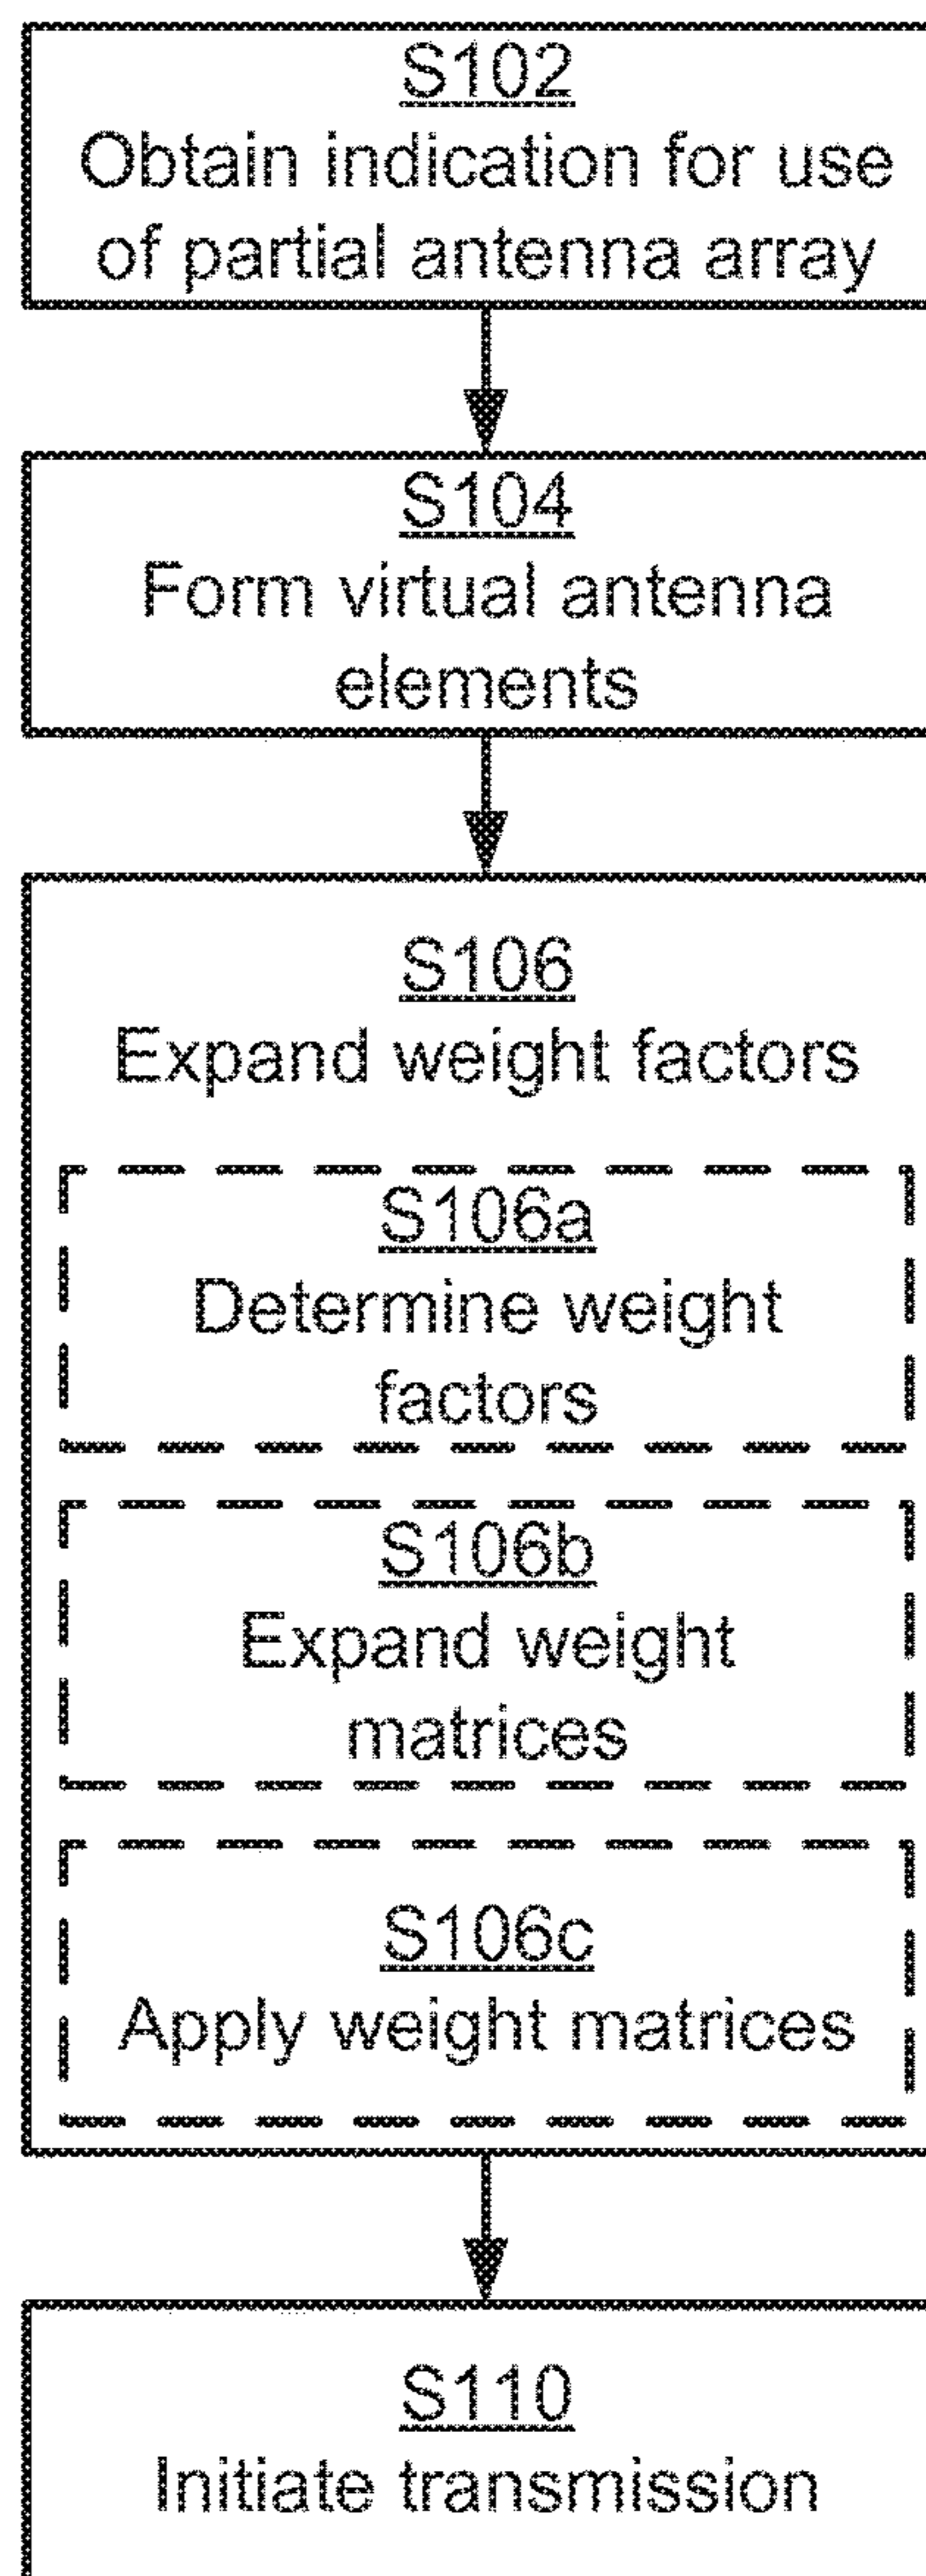 S102
Obtain indication for use
of partial antenna array
S104
Form virtual antenna
elements
S106
Expand weight factors
S106a
Determine weight
factors
S106b
Expand weight
matrices
S106c
Apply weight matrices
S110
Initiate transmission